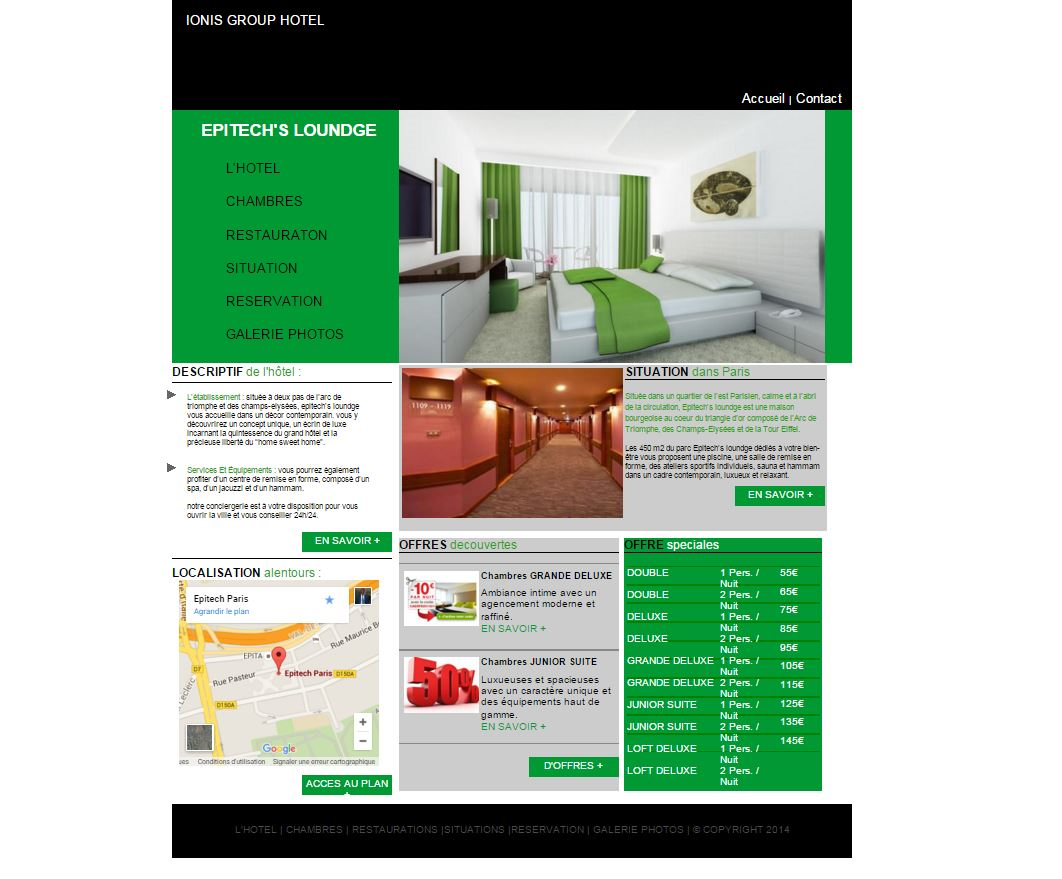 IONIS GROUP HOTEL
Accueil | Contact
EPITECH'S LOUNDGE
L'HOTEL
CHAMBRES
RESTAURATON
SITUATION
RESERVATION
GALERIE PHOTOS
DESCRIPTIF de l'hôtel :
L'établissement : située à deux pas de l'arc de
triomphe et des champs-elysées, epitech's loundge
vous accueille dans un décor contemporain. vous y
découvrirez un concept unique, un écrin de luxe
incarnant la quintessence du grand hôtel et la
précieuse liberté du "home sweet home".
Services Et Équipements : vous pourrez également
profiter d'un centre de remise en forme, composé d'un
spa, d'un jacuzzi et d'un hammam.
notre conciergerie est à votre disposition pour vous
ouvrir la ville et vous conseiller 24h/24.
EN SAVOIR +
LOCALISATION alentours :
Epitech Paris
Agrandir le plan
Rue Maurice Be
EPITA
D7
Epitech Paris
D150A
Rue Pasteur
Leclerc
D150A
Google
ues Conditions d'utilisation Signaler une erreur cartographique
ACCES AU PLAN
+
1109 - 1119
SITUATION dans Paris
Située dans un quartier de l'est Parisien, calme et à l'abri
de la circulation, Epitech's loundge est une maison
bourgeoise au coeur du triangle d'or composé de l'Arc de
Triomphe, des Champs-Elysées et de la Tour Eiffel.
Les 450 m2 du parc Epitech's loundge dédiés à votre bien-
être vous proposent une piscine, une salle de remise en
forme, des ateliers sportifs individuels, sauna et hammam
dans un cadre contemporain, luxueux et relaxant.
EN SAVOIR +
OFFRES decouvertes
-10€
PAR NUIT
Chambres GRANDE DELUXE
Ambiance intime avec un
agencement moderne et
raffiné.
EN SAVOIR +
50%
Chambres JUNIOR SUITE
Luxueuses et spacieuses
avec un caractère unique et
des équipements haut de
gamme.
EN SAVOIR +
D'OFFRES +
OFFRE speciales
DOUBLE 1 Pers. / Nuit 55€
DOUBLE 2 Pers. / Nuit 65€
DELUXE 1 Pers. / Nuit 75€
DELUXE 2 Pers. / Nuit 85€
GRANDE DELUXE 1 Pers. / Nuit 95€
GRANDE DELUXE 2 Pers. / Nuit 105€
JUNIOR SUITE 1 Pers. / Nuit 115€
JUNIOR SUITE 2 Pers. / Nuit 125€
LOFT DELUXE 1 Pers. / Nuit 135€
LOFT DELUXE 2 Pers. / Nuit 145€
L'HOTEL | CHAMBRES | RESTAURATIONS |SITUATIONS |RESERVATION | GALERIE PHOTOS | © COPYRIGHT 2014